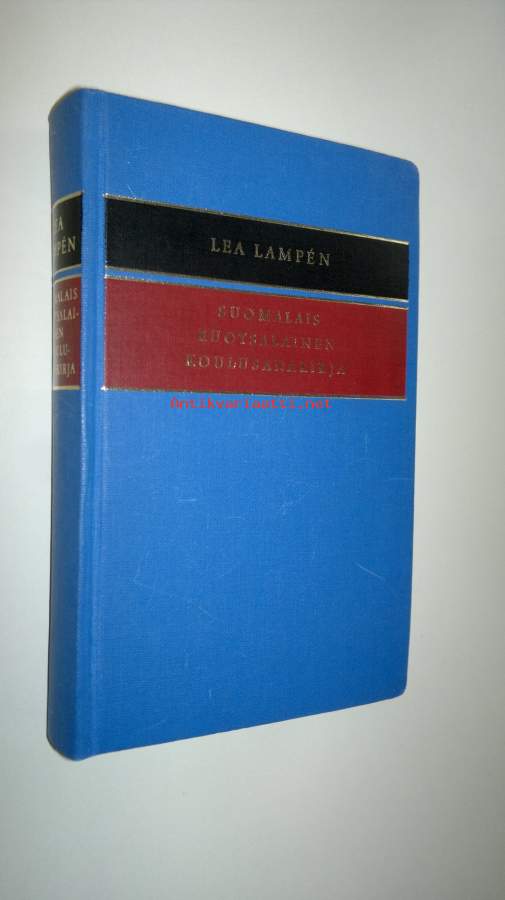 LEA LAMPÉN
SUOMALAIS
RUOTSALAINEN
KOULUSANAKIRJA
Antikvariaatti.net